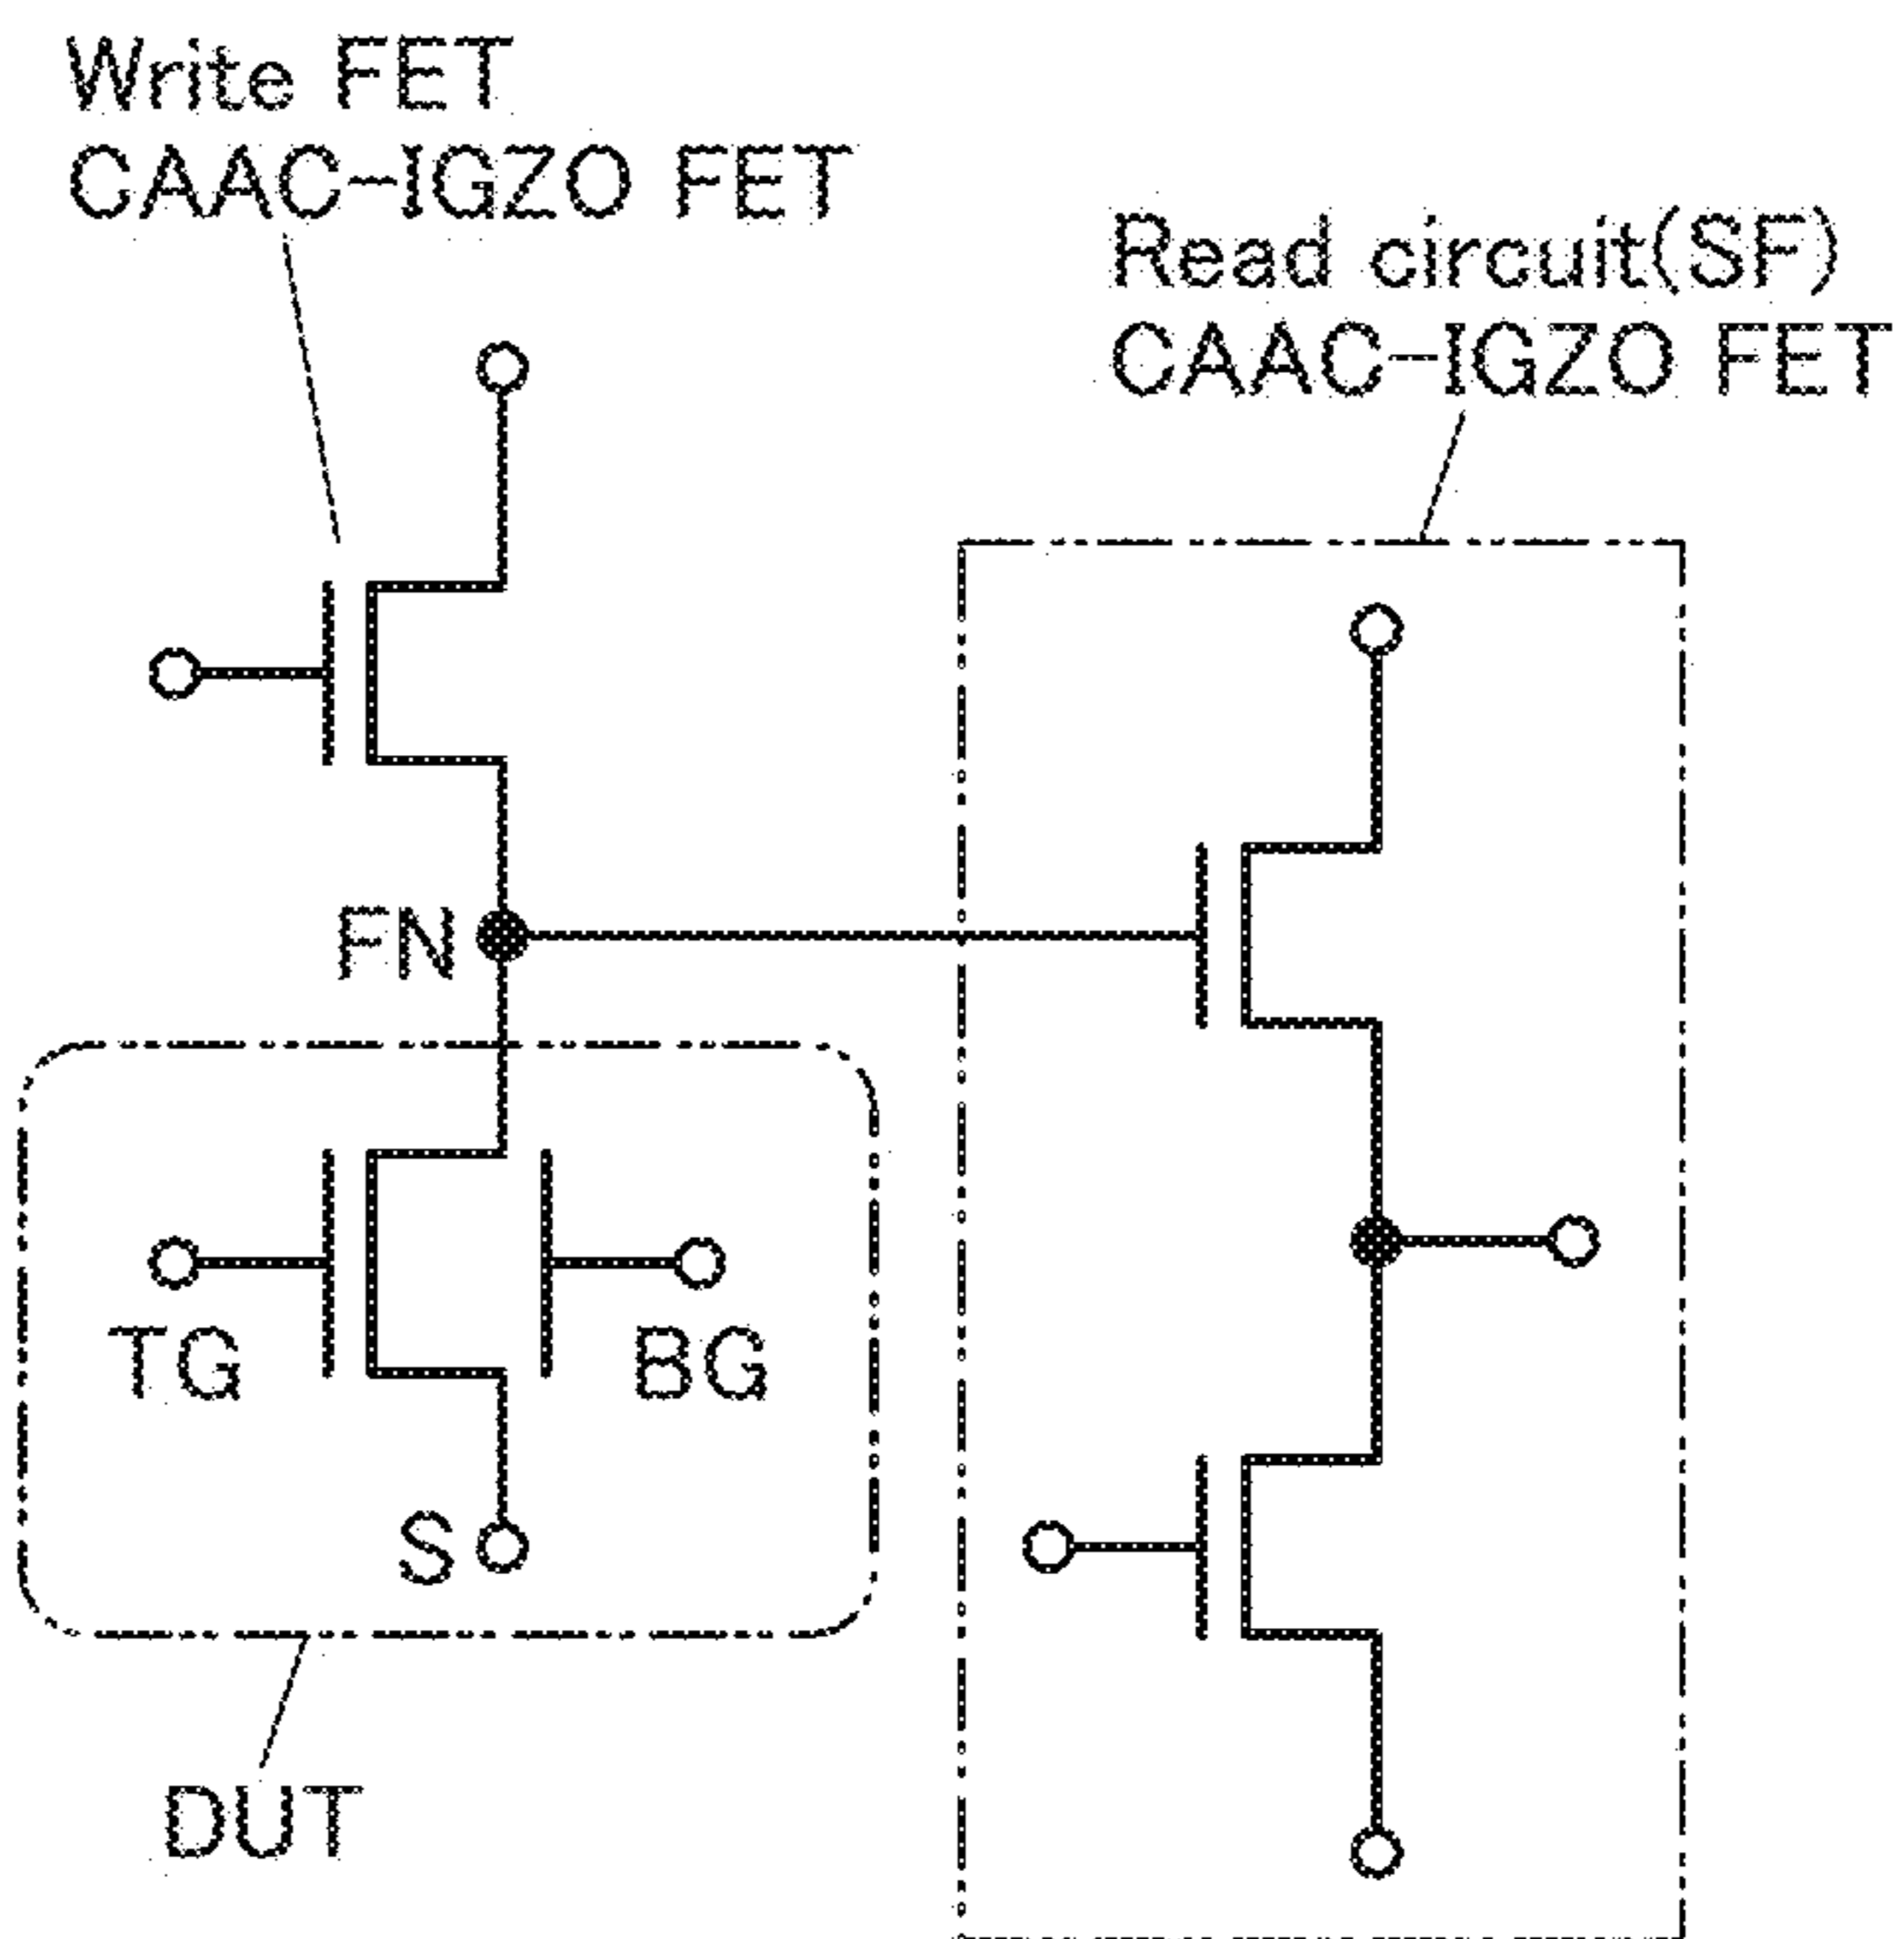 Write FET
CAAC-IGZO FET
Read circuit(SF)
CAAC-IGZO FET
FN
TG
BG
S
DUT